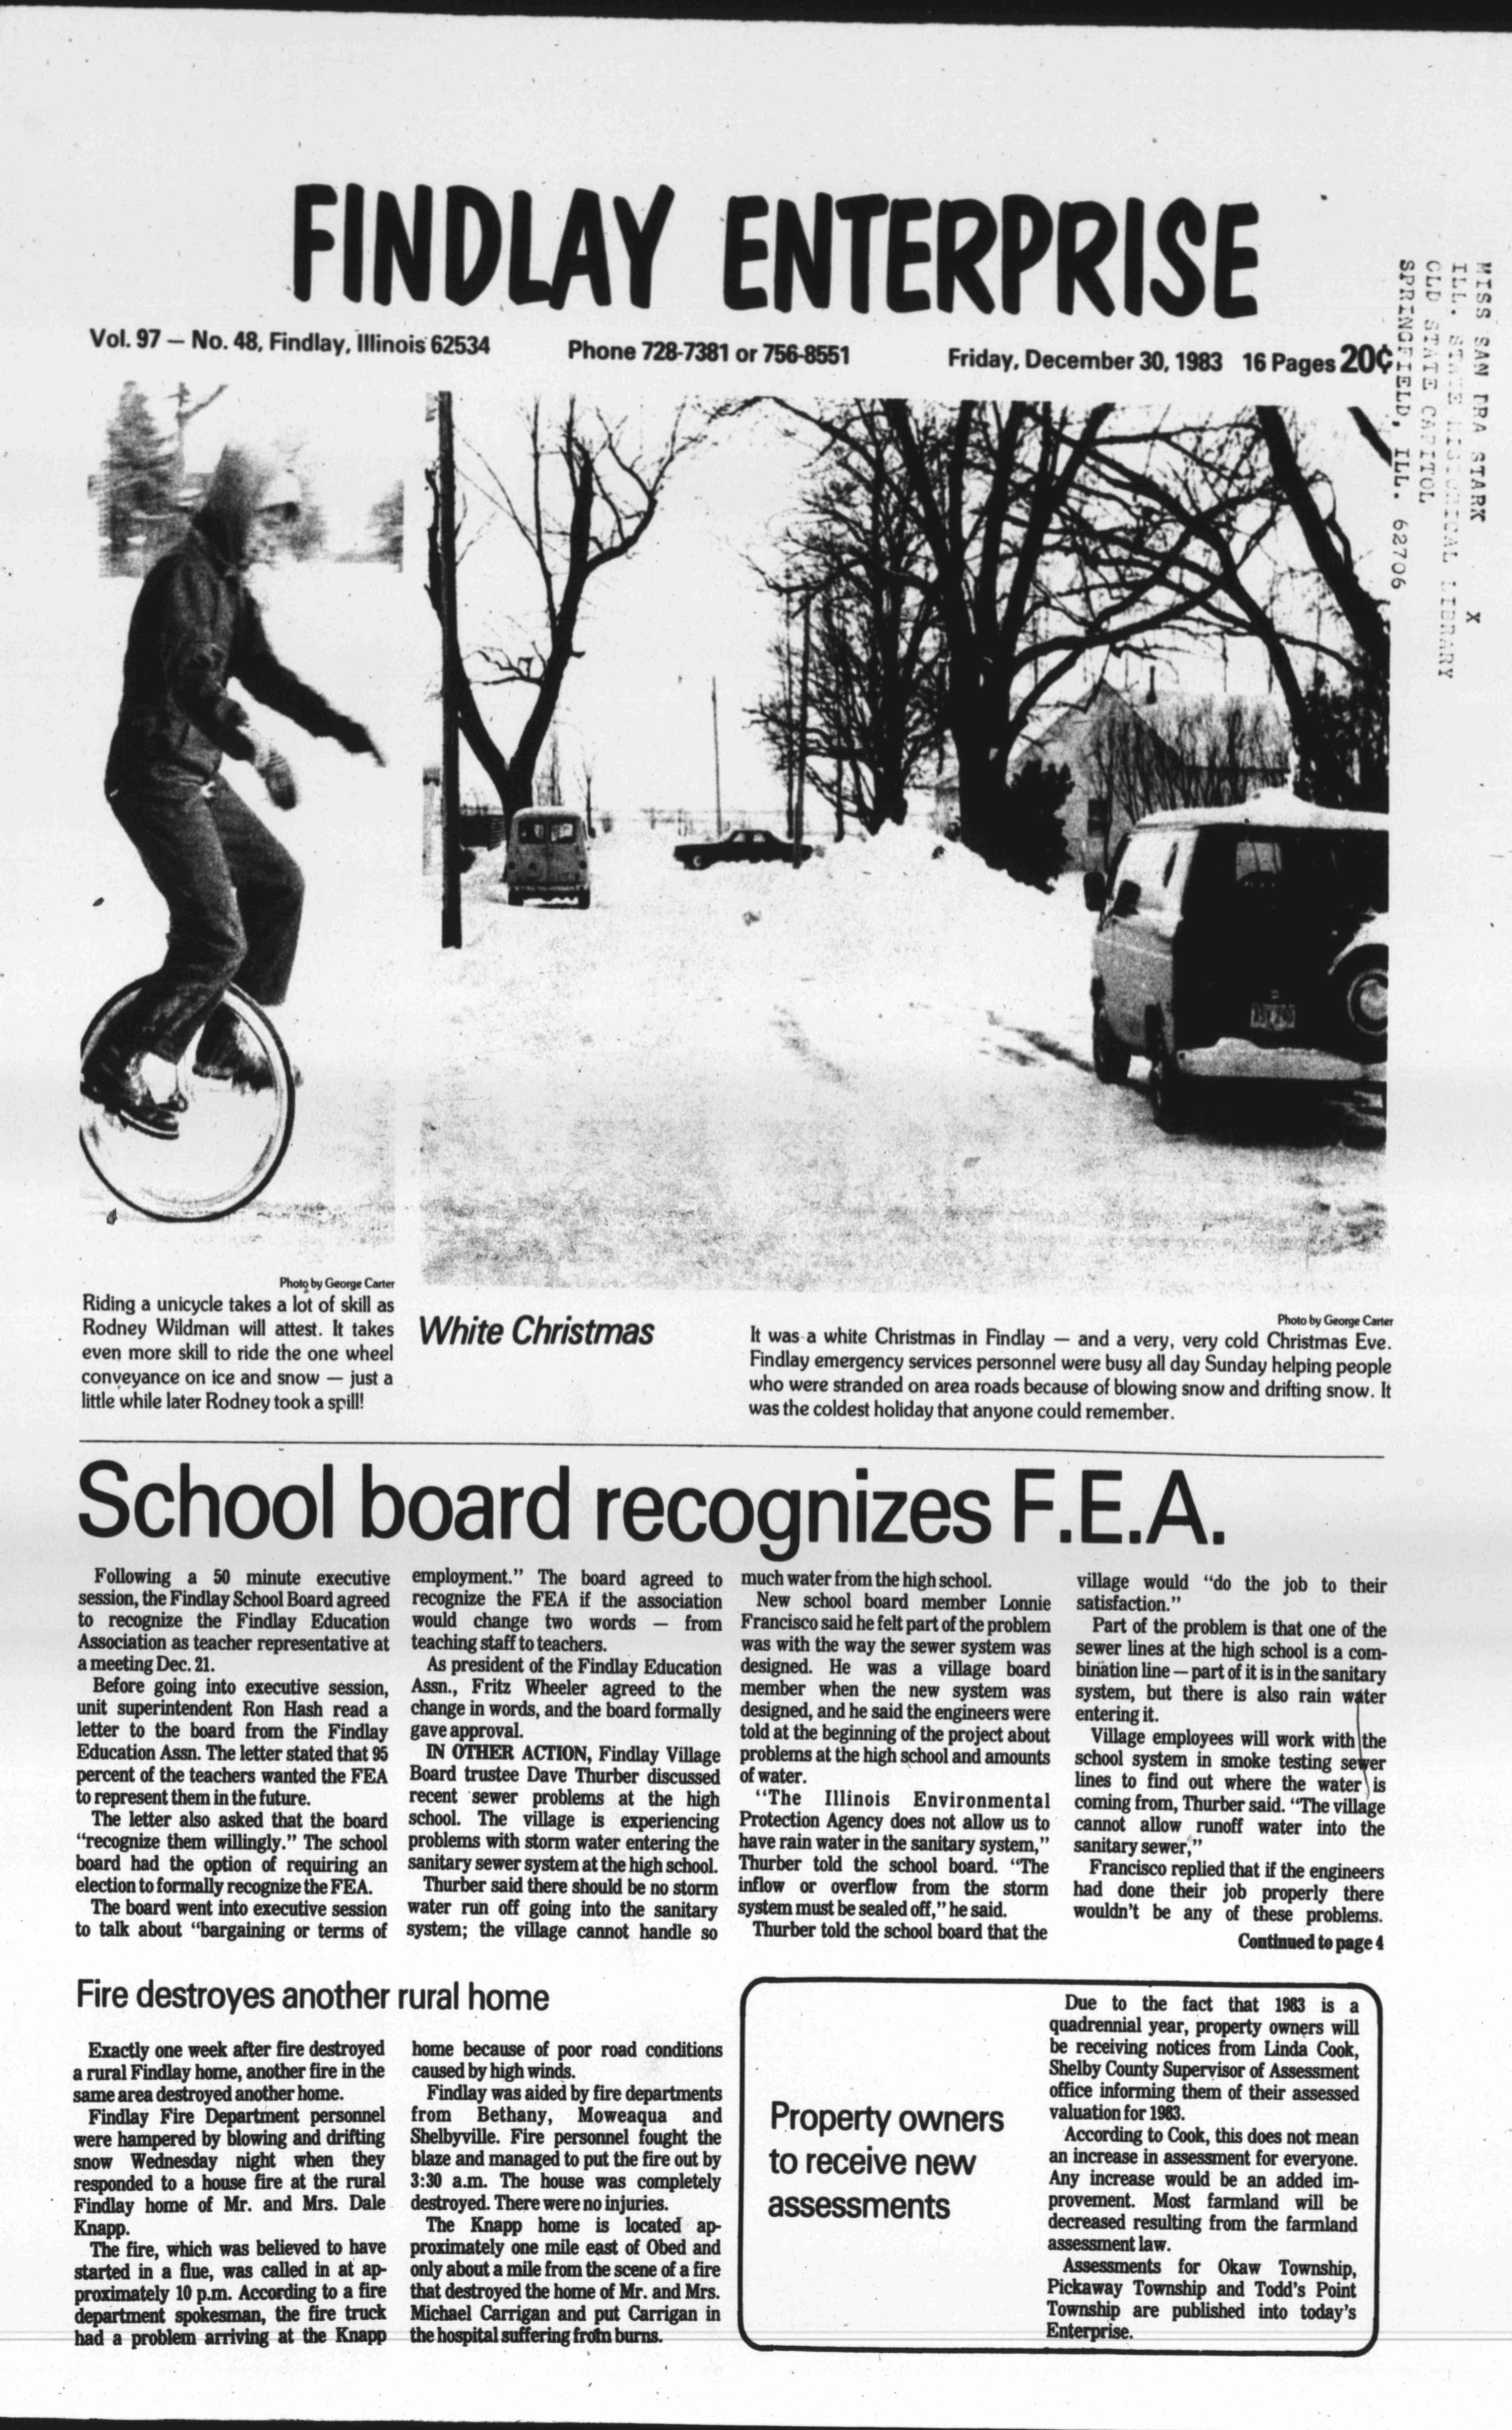 FINDLAY ENTERPRISE
Vol. 97 — No. 48, Findlay, Illinois 62534
Phone 728-7381 or 756-8551
Friday, December 30, 1983 16 Pages 20¢
MISS SANDRA STARK X
ILL. STATE HISTORICAL LIBRARY
OLD STATE CAPITOL
SPRINGFIELD, ILL. 62706
Photo by George Carter
Riding a unicycle takes a lot of skill as
Rodney Wildman will attest. It takes
even more skill to ride the one wheel
conveyance on ice and snow — just a
little while later Rodney took a spill!
White Christmas
Photo by George Carter
It was a white Christmas in Findlay — and a very, very cold Christmas Eve.
Findlay emergency services personnel were busy all day Sunday helping people
who were stranded on area roads because of blowing snow and drifting snow. It
was the coldest holiday that anyone could remember.
School board recognizes F.E.A.
Following a 50 minute executive
session, the Findlay School Board agreed
to recognize the Findlay Education
Association as teacher representative at
a meeting Dec. 21.
Before going into executive session,
unit superintendent Ron Hash read a
letter to the board from the Findlay
Education Assn. The letter stated that 95
percent of the teachers wanted the FEA
to represent them in the future.
The letter also asked that the board
“recognize them willingly.” The school
board had the option of requiring an
election to formally recognize the FEA.
The board went into executive session
to talk about “bargaining or terms of
employment.” The board agreed to
recognize the FEA if the association
would change two words — from
teaching staff to teachers.
As president of the Findlay Education
Assn., Fritz Wheeler agreed to the
change in words, and the board formally
gave approval.
IN OTHER ACTION, Findlay Village
Board trustee Dave Thurber discussed
recent sewer problems at the high
school. The village is experiencing
problems with storm water entering the
sanitary sewer system at the high school.
Thurber said there should be no storm
water run off going into the sanitary
system; the village cannot handle so
much water from the high school.
New school board member Lonnie
Francisco said he felt part of the problem
was with the way the sewer system was
designed. He was a village board
member when the new system was
designed, and he said the engineers were
told at the beginning of the project about
problems at the high school and amounts
of water.
“The Illinois Environmental
Protection Agency does not allow us to
have rain water in the sanitary system,”
Thurber told the school board. “The
inflow or overflow from the storm
system must be sealed off,” he said.
Thurber told the school board that the
village would “do the job to their
satisfaction.”
Part of the problem is that one of the
sewer lines at the high school is a com-
bination line — part of it is in the sanitary
system, but there is also rain water
entering it.
Village employees will work with the
school system in smoke testing sewer
lines to find out where the water is
coming from, Thurber said. “The village
cannot allow runoff water into the
sanitary sewer,”
Francisco replied that if the engineers
had done their job properly there
wouldn't be any of these problems.
Continued to page 4
Fire destroyes another rural home
Exactly one week after fire destroyed
a rural Findlay home, another fire in the
same area destroyed another home.
Findlay Fire Department personnel
were hampered by blowing and drifting
snow Wednesday night when they
responded to a house fire at the rural
Findlay home of Mr. and Mrs. Dale
Knapp.
The fire, which was believed to have
started in a flue, was called in at ap-
proximately 10 p.m. According to a fire
department spokesman, the fire truck
had a problem arriving at the Knapp
home because of poor road conditions
caused by high winds.
Findlay was aided by fire departments
from Bethany, Moweaqua and
Shelbyville. Fire personnel fought the
blaze and managed to put the fire out by
3:30 a.m. The house was completely
destroyed. There were no injuries.
The Knapp home is located ap-
proximately one mile east of Obed and
only about a mile from the scene of a fire
that destroyed the home of Mr. and Mrs.
Michael Carrigan and put Carrigan in
the hospital suffering from burns.
Property owners
to receive new
assessments
Due to the fact that 1983 is a
quadrennial year, property owners will
be receiving notices from Linda Cook,
Shelby County Supervisor of Assessment
office informing them of their assessed
valuation for 1983.
According to Cook, this does not mean
an increase in assessment for everyone.
Any increase would be an added im-
provement. Most farmland will be
decreased resulting from the farmland
assessment law.
Assessments for Okaw Township,
Pickaway Township and Todd's Point
Township are published into today's
Enterprise.